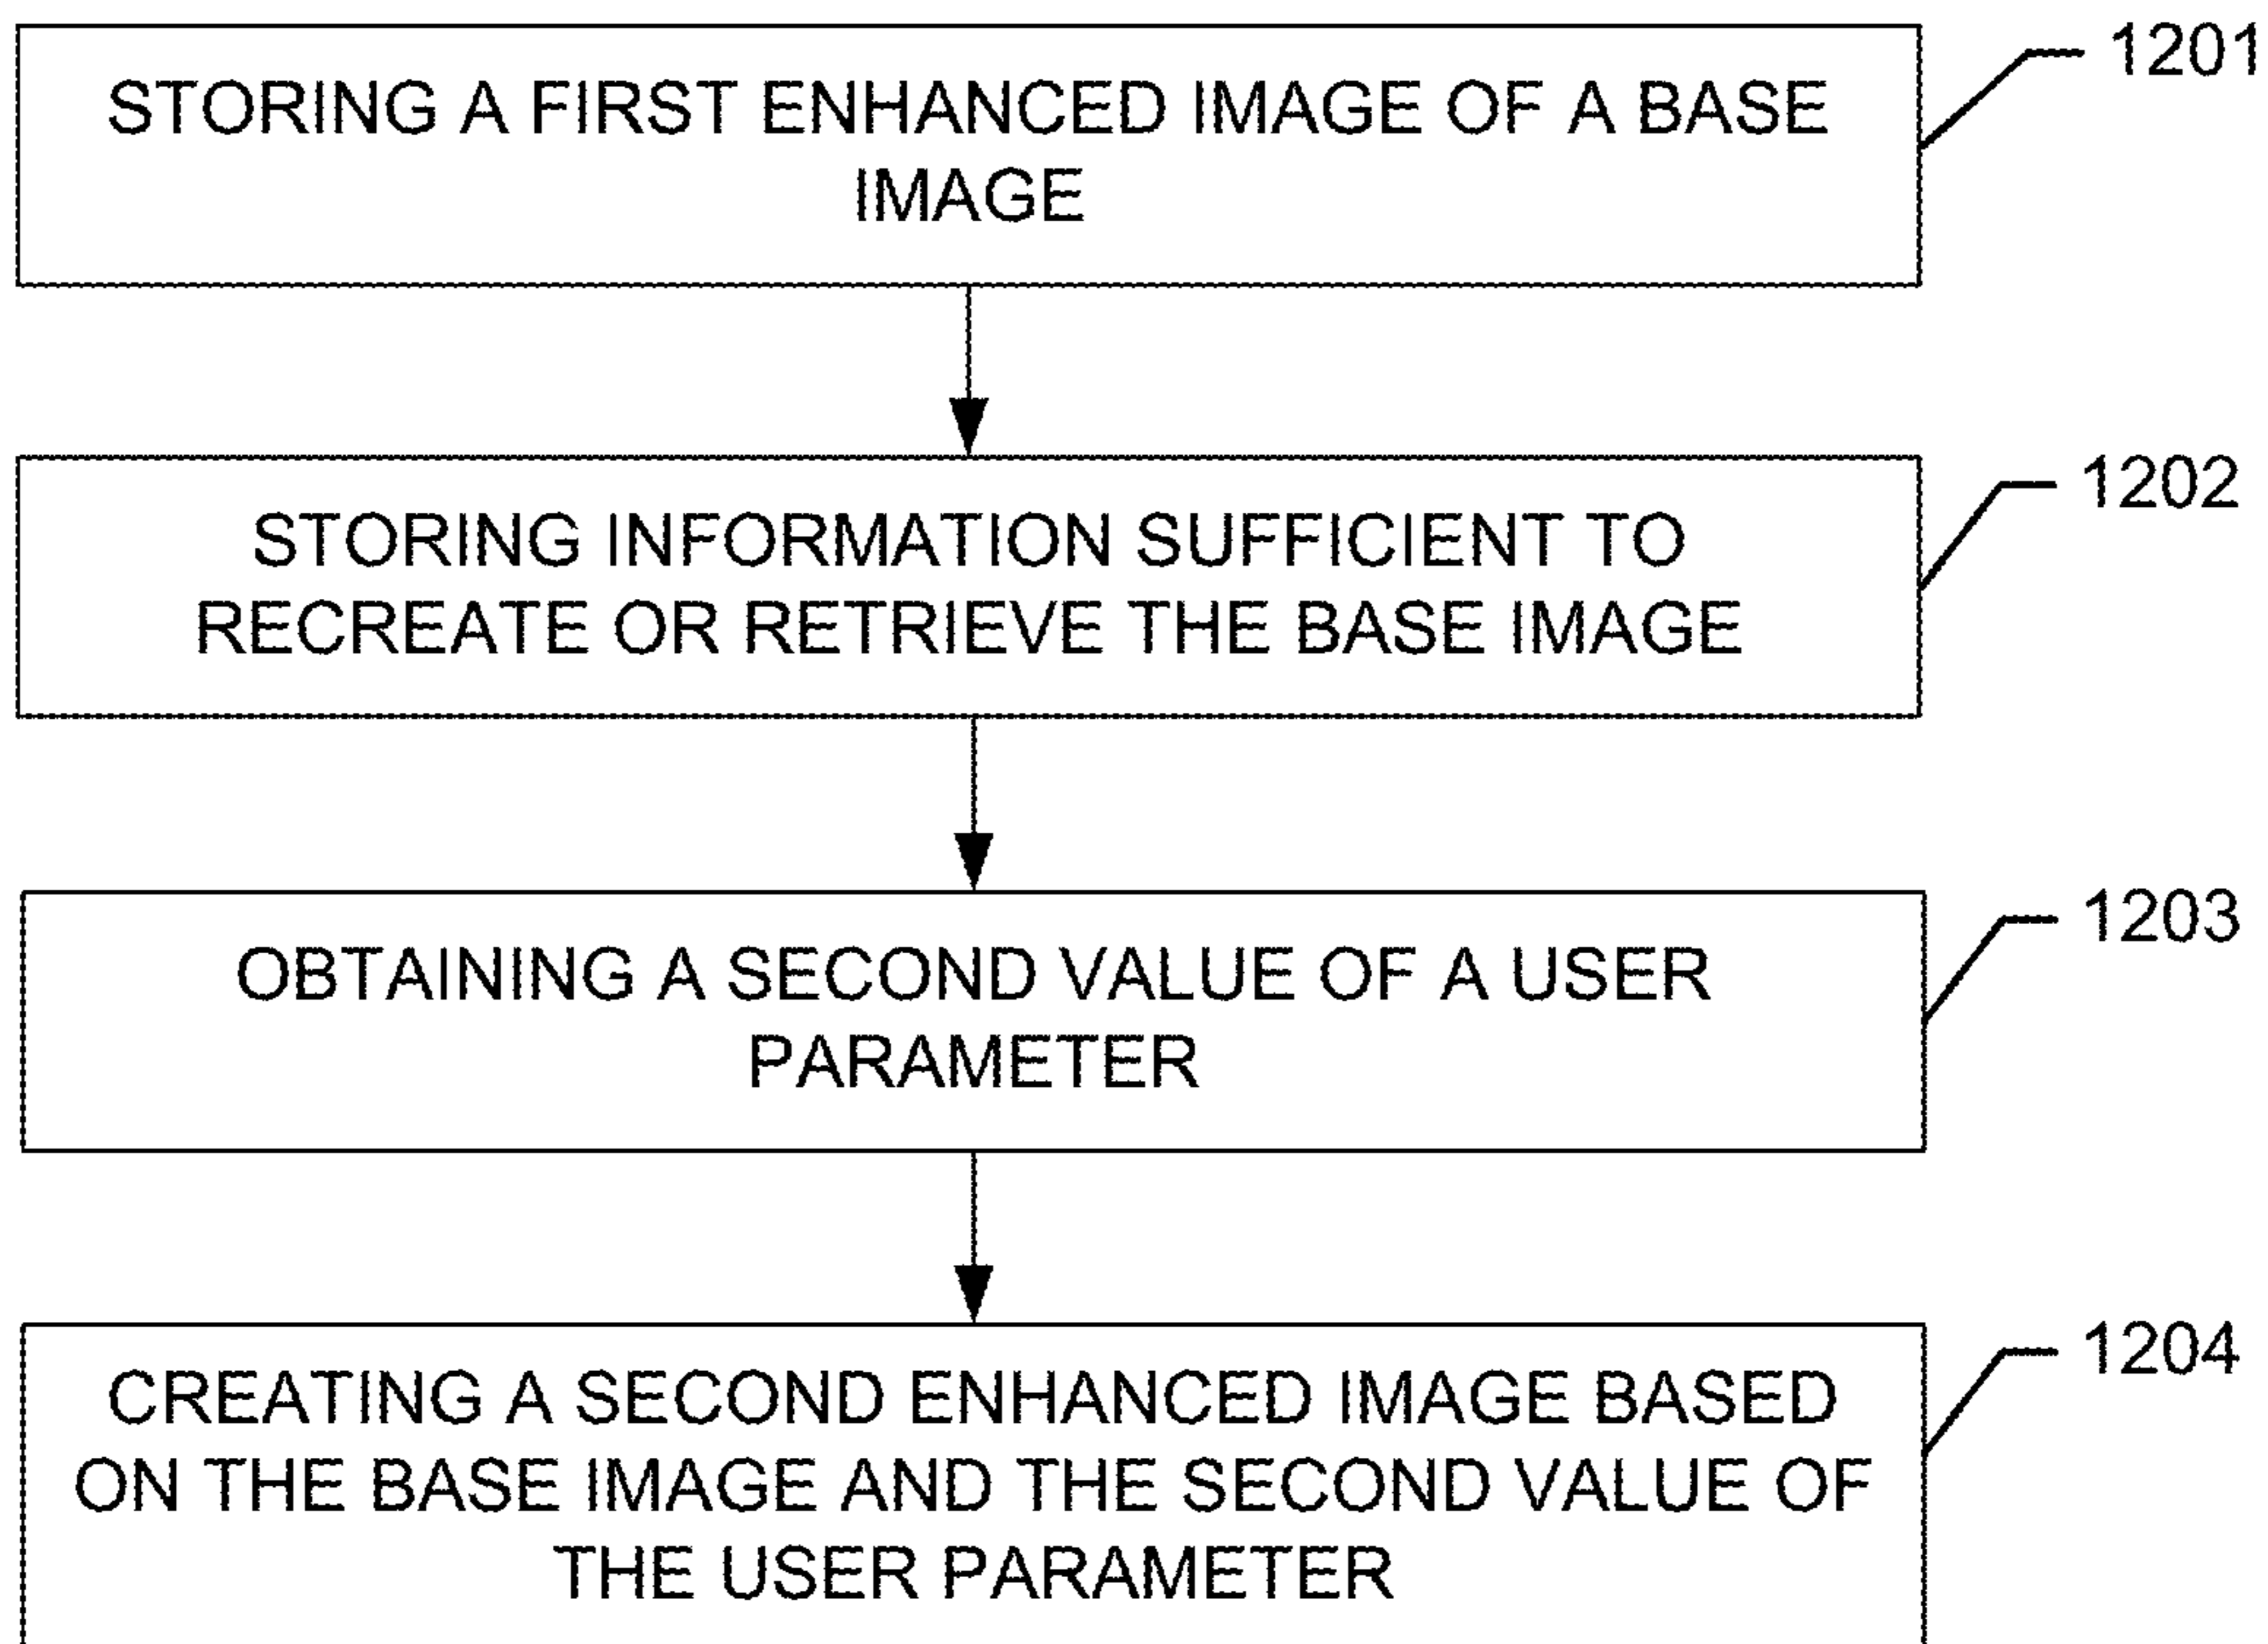 STORING A FIRST ENHANCED IMAGE OF A BASE
IMAGE
1201
STORING INFORMATION SUFFICIENT TO
RECREATE OR RETRIEVE THE BASE IMAGE
1202
OBTAINING A SECOND VALUE OF A USER
PARAMETER
1203
CREATING A SECOND ENHANCED IMAGE BASED
ON THE BASE IMAGE AND THE SECOND VALUE OF
THE USER PARAMETER
1204